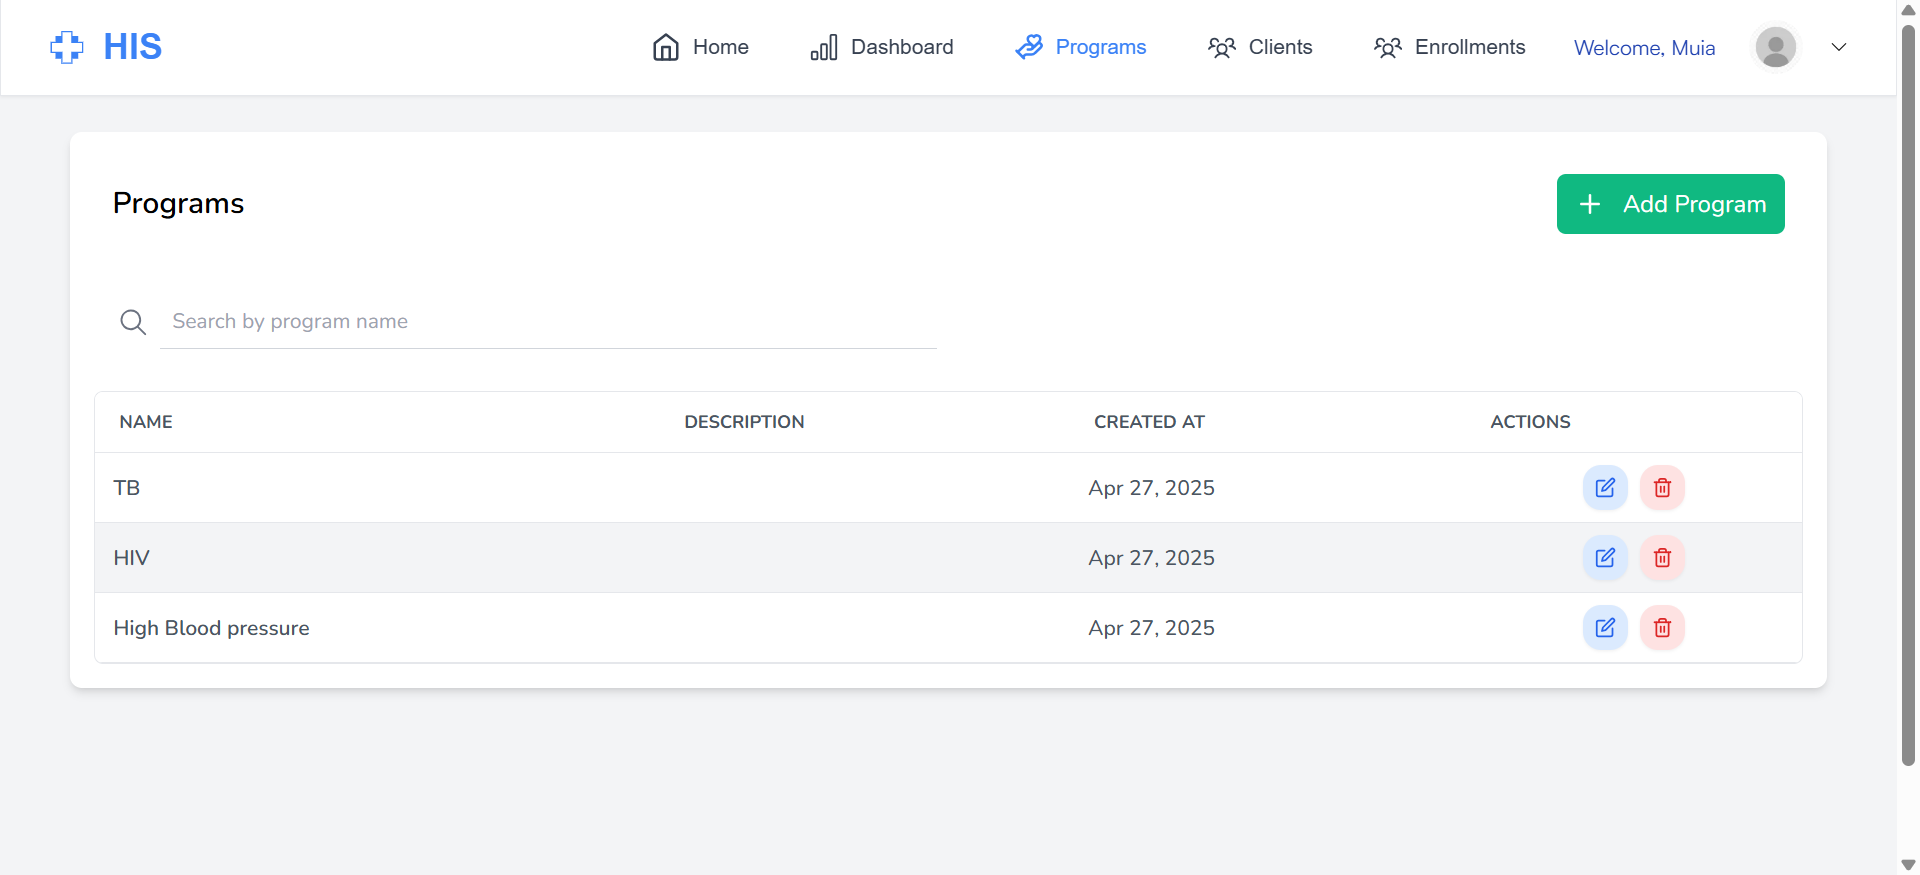 HIS Home Dashboard Programs Clients Enrollments Welcome, Muia
Programs Add Program
Search by program name
NAME DESCRIPTION CREATED AT ACTIONS
TB Apr 27, 2025
HIV Apr 27, 2025
High Blood pressure Apr 27, 2025